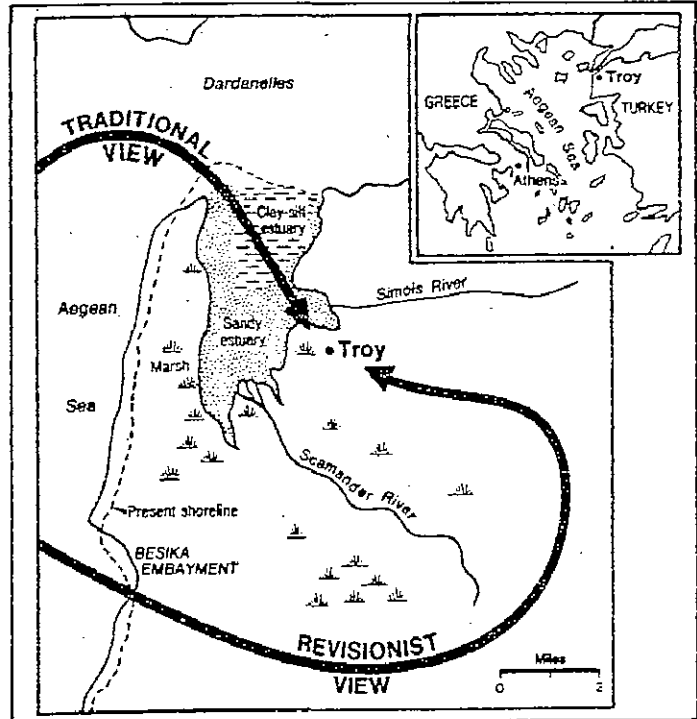 Dardanelles
TRADITIONAL
VIEW
Clay-silt
estuary
Simois River
Aegean
Sea
Sandy
estuary
Marsh
Troy
Scamander River
Present shoreline
BESIKA
EMBAYMENT
REVISIONIST
VIEW
Miles
0 2
GREECE
Aegean Sea
Troy
TURKEY
Athens